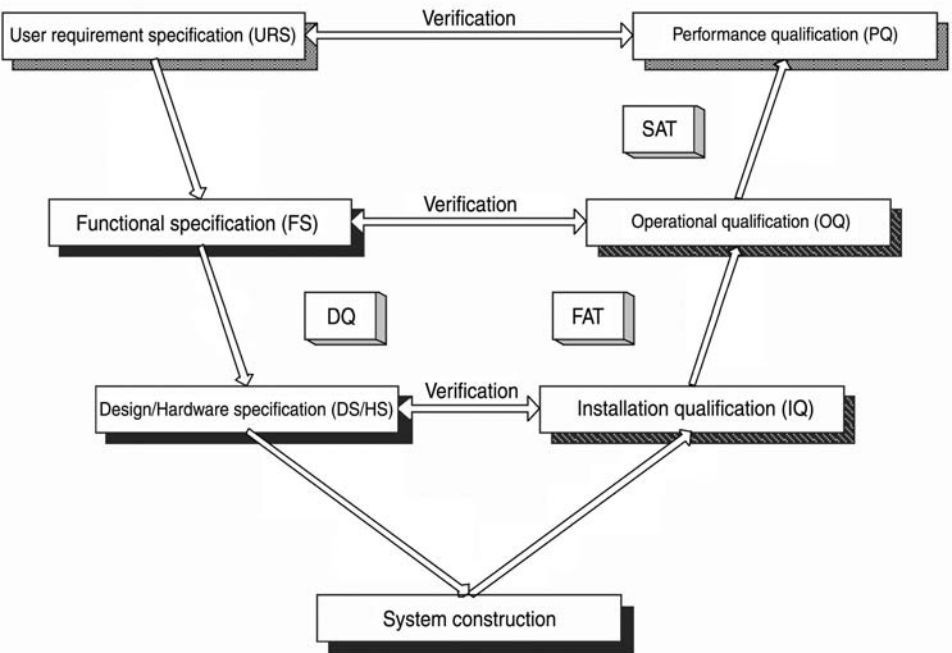 Verification
User requirement specification (URS)
Performance qualification (PQ)
SAT
Verification
Functional specification (FS)
Operational qualification (OQ)
DQ
FAT
Verification
Design/Hardware specification (DS/HS)
Installation qualification (IQ)
System construction